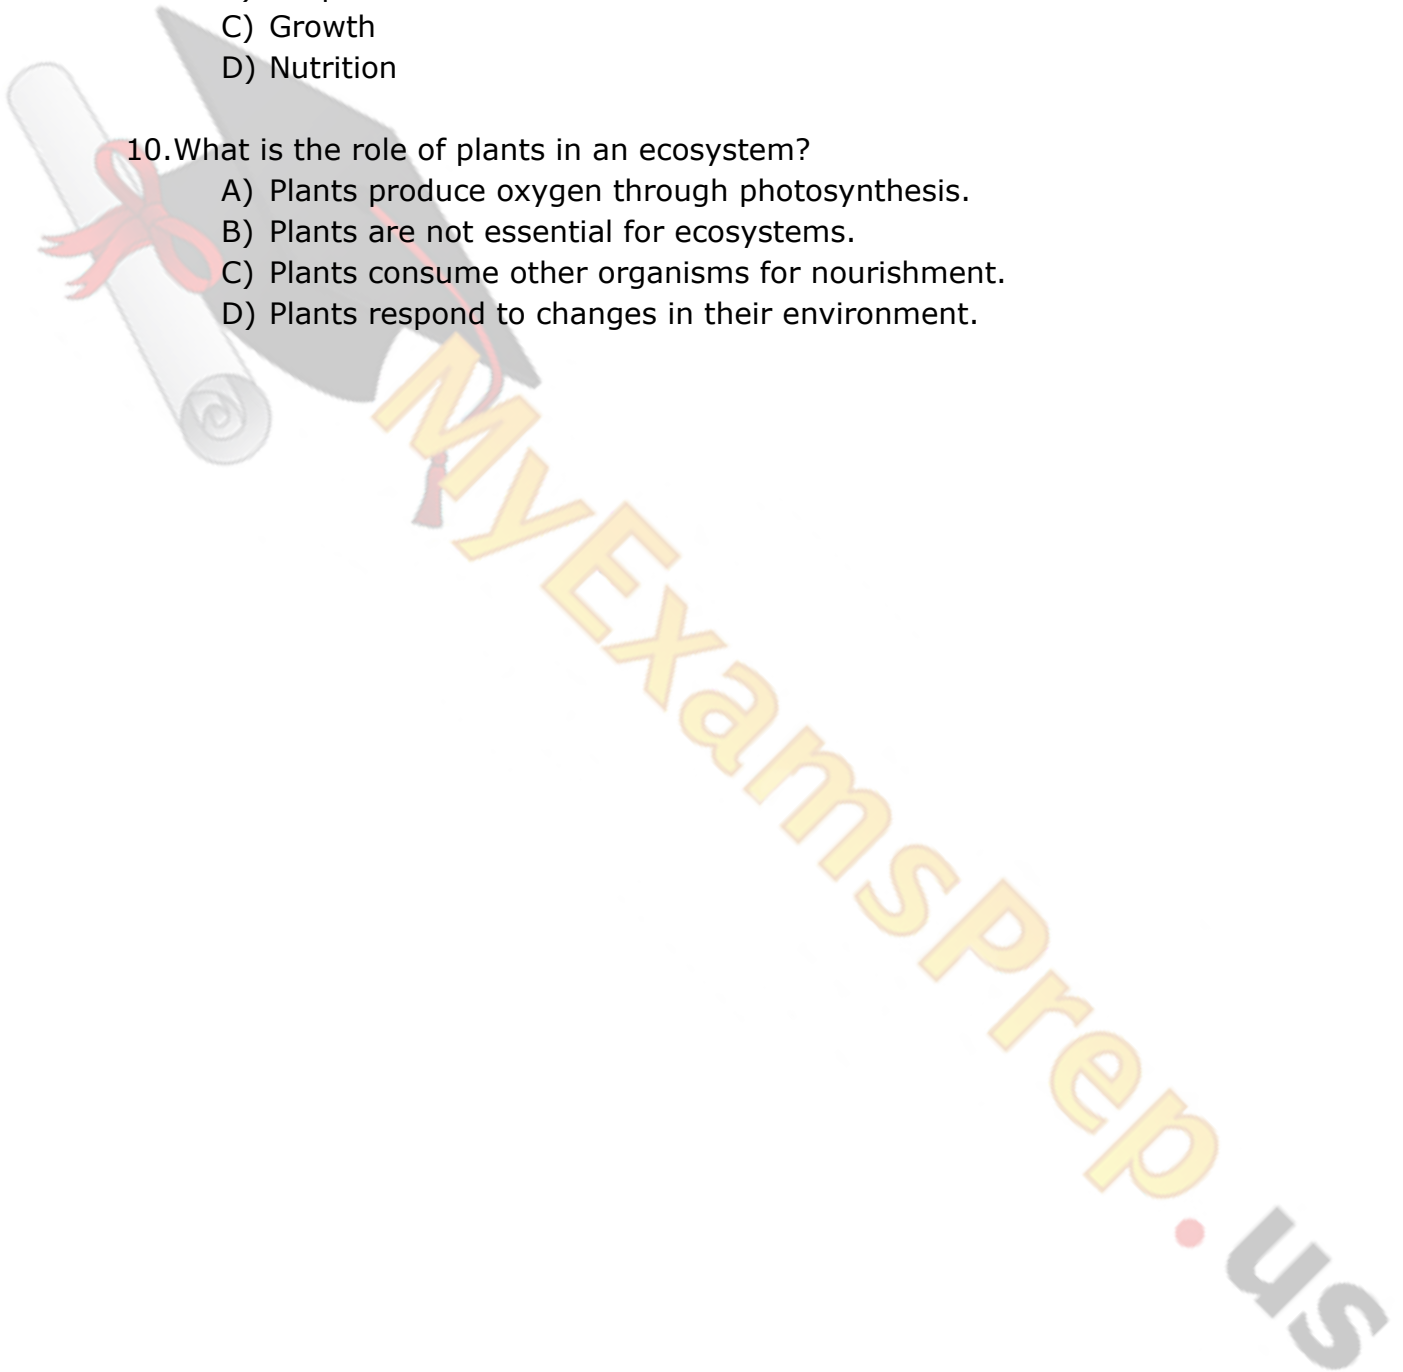 C) Growth
D) Nutrition
10.What is the role of plants in an ecosystem?
A) Plants produce oxygen through photosynthesis.
B) Plants are not essential for ecosystems.
C) Plants consume other organisms for nourishment.
D) Plants respond to changes in their environment.
MyExamsPrep.us